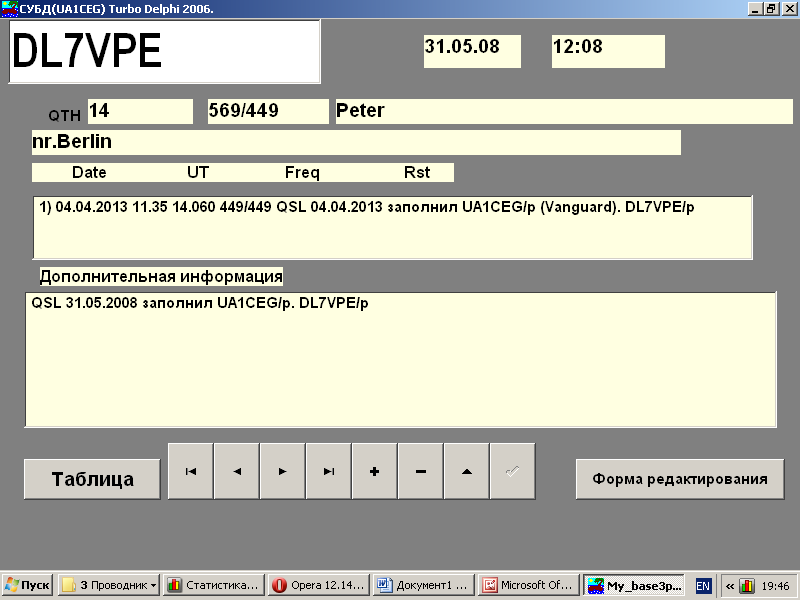 СУБД(UA1CEG) Turbo Delphi 2006.
DL7VPE
31.05.08 12:08
QTH 14 569/449 Peter
nr.Berlin
Date UT Freq Rst
1) 04.04.2013 11.35 14.060 449/449 QSL 04.04.2013 заполнил UA1CEG/p (Vanguard). DL7VPE/p
Дополнительная информация
QSL 31.05.2008 заполнил UA1CEG/p. DL7VPE/p
Таблица
Форма редактирования
Пуск 3 Проводник Статистика... Opera 12.14... Документ1 ... Microsoft Of... My_base3p... EN « 19:46